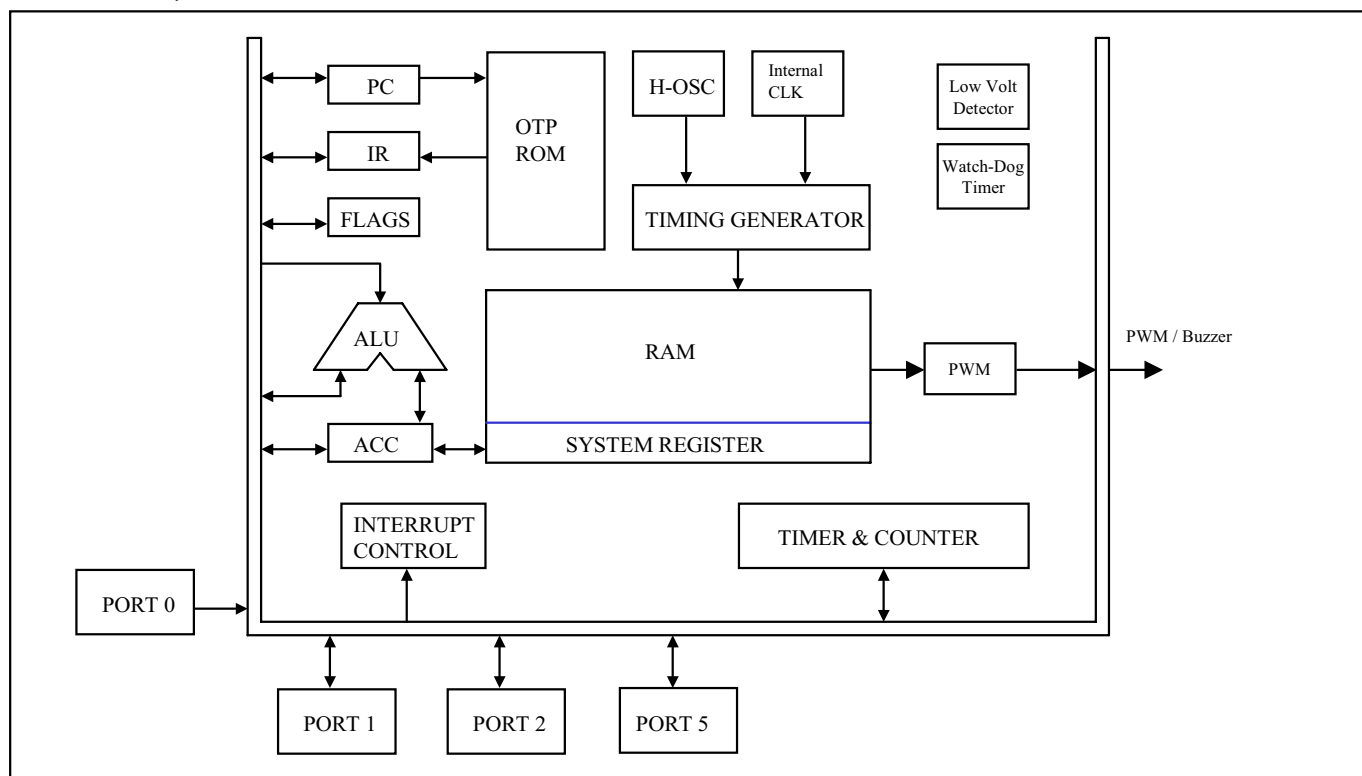 PC
IR
FLAGS
OTP
ROM
H-OSC
Internal
CLK
Low Volt
Detector
Watch-Dog
Timer
TIMING GENERATOR
ALU
ACC
RAM
SYSTEM REGISTER
PWM
PWM / Buzzer
INTERRUPT
CONTROL
TIMER & COUNTER
PORT 0
PORT 1
PORT 2
PORT 5